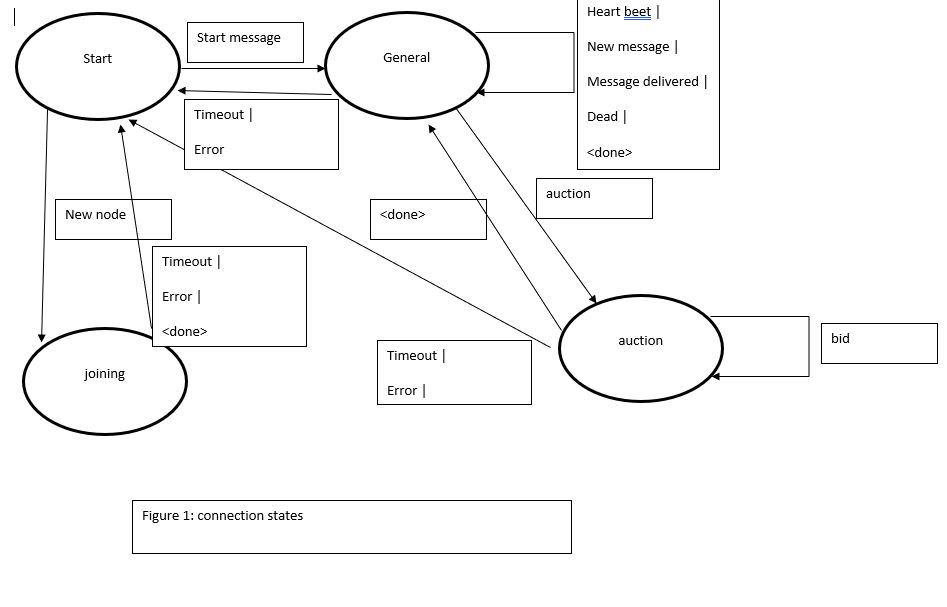 Start
Start message
General
Heart beet |
New message |
Message delivered |
Dead |
<done>
Timeout |
Error
auction
New node
<done>
Timeout |
Error |
<done>
joining
Timeout |
Error |
auction
bid
Figure 1: connection states